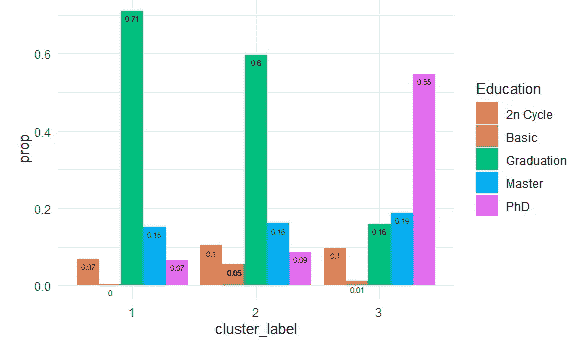 0.6
0.4
0.2
0.0
prop
0.71
0.6
0.55
0.07
0
0.15
0.07
0.1
0.05
0.16
0.09
0.1
0.01
0.16
0.19
1
2
3
cluster_label
Education
2n Cycle
Basic
Graduation
Master
PhD